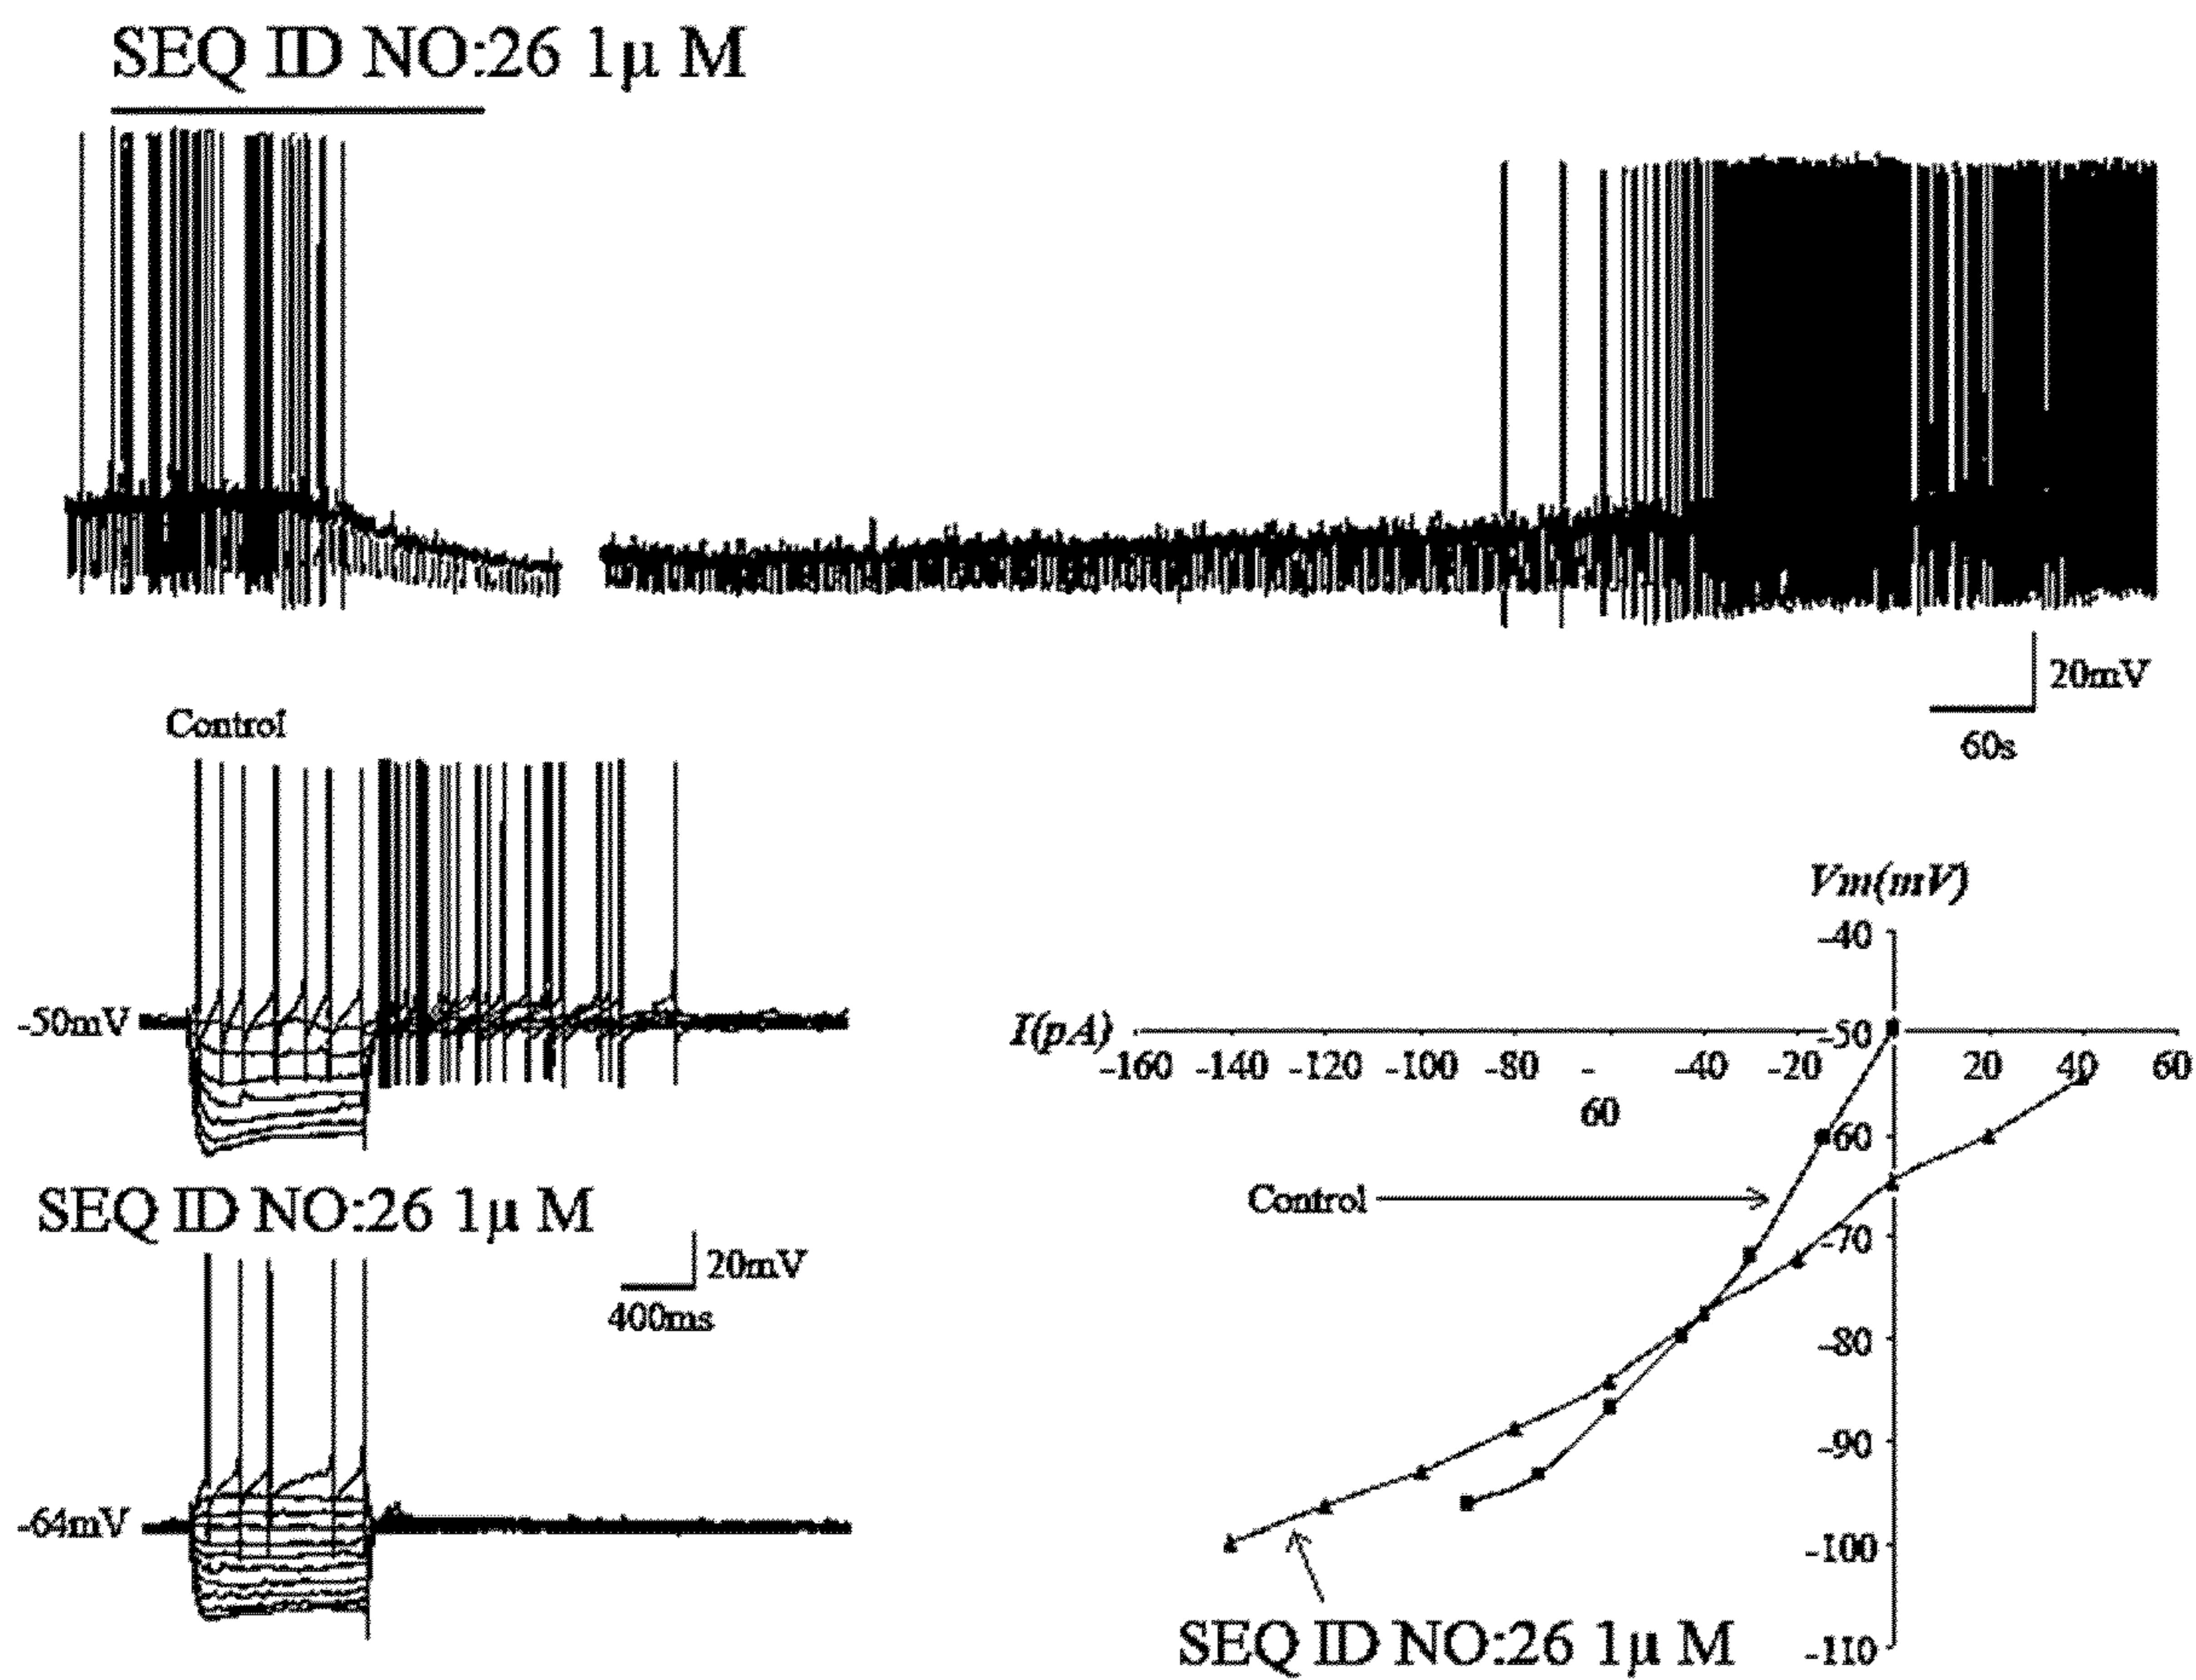 SEQ ID NO:26 1μ M
20mV
60s
Control
-50mV
SEQ ID NO:26 1μ M
20mV
400ms
-64mV
Vm(mV)
-40
I(pA)
-50
-160 -140 -120 -100 -80 -60 -40 -20 20 40 60
-60
Control
-70
-80
-90
-100
SEQ ID NO:26 1μ M
-110